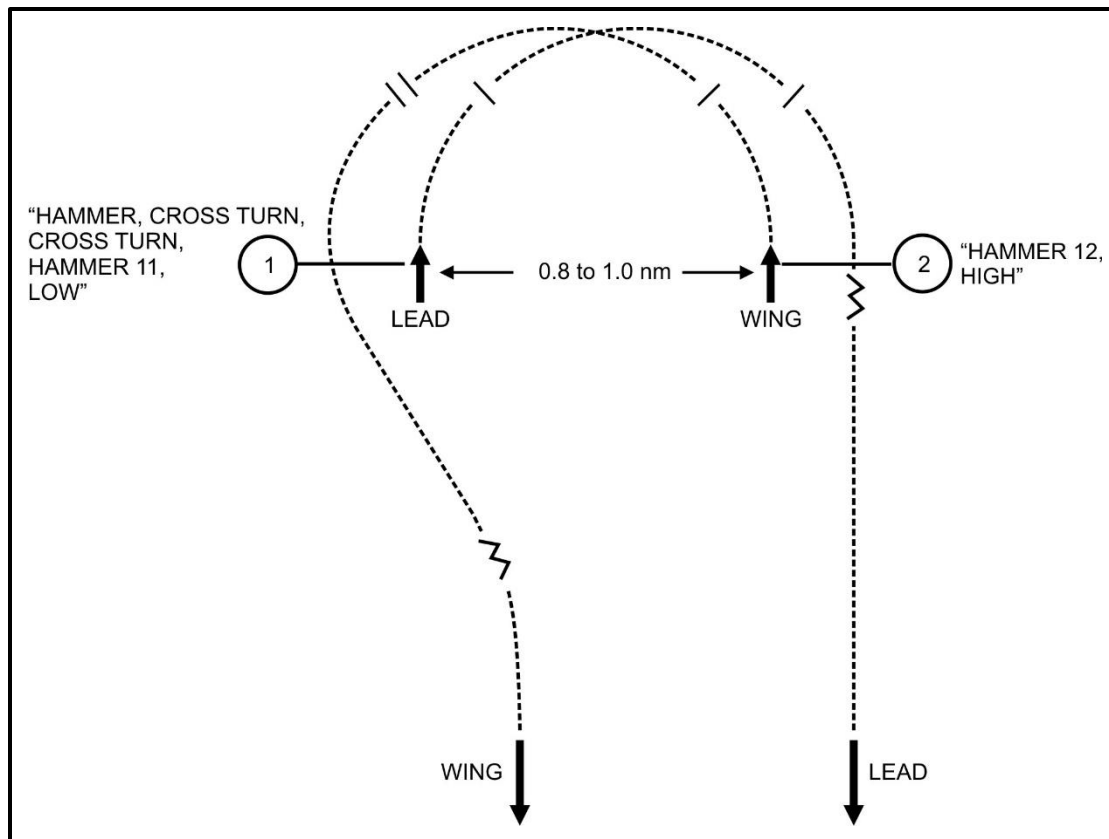 “HAMMER, CROSS TURN,
CROSS TURN,
HAMMER 11,
LOW”
1
0.8 to 1.0 nm
2
“HAMMER 12,
HIGH”
LEAD
WING
WING
LEAD